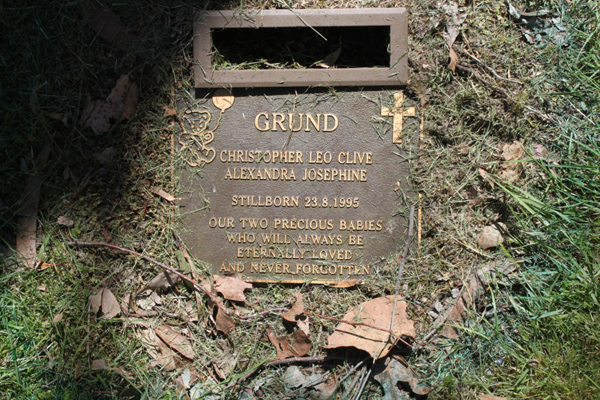 GRUND
CHRISTOPHER LEO CLIVE
ALEXANDRA JOSEPHINE
STILLBORN 23.8.1995
OUR TWO PRECIOUS BABIES
WHO WILL ALWAYS BE
ETERNALLY LOVED
AND NEVER FORGOTTEN